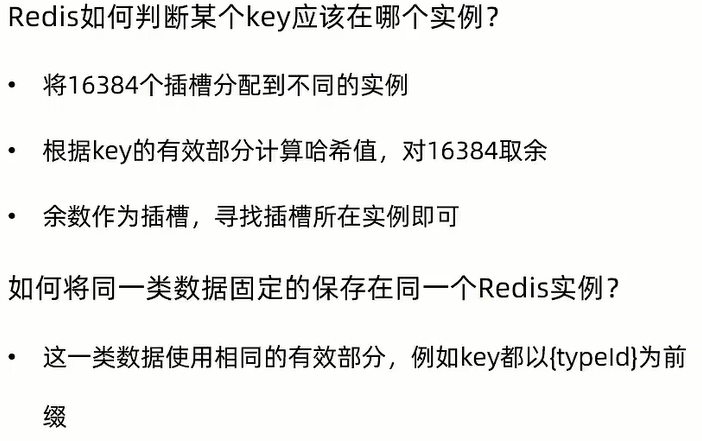 Redis如何判断某个key应该在哪个实例？
• 将16384个插槽分配到不同的实例
• 根据key的有效部分计算哈希值，对16384取余
• 余数作为插槽，寻找插槽所在实例即可
如何将同一类数据固定的保存在同一个Redis实例？
• 这一类数据使用相同的有效部分，例如key都以{typeId}为前
缀